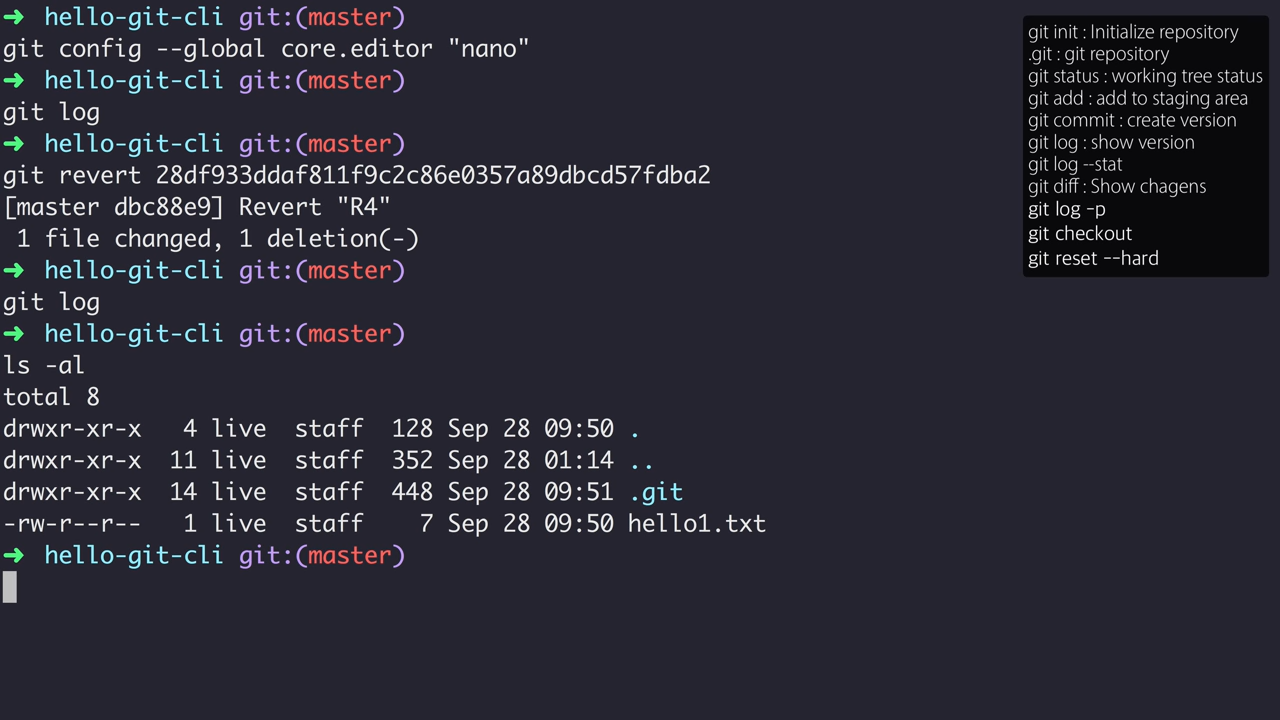 ➜ hello-git-cli git:(master)
git config --global core.editor "nano"
➜ hello-git-cli git:(master)
git log
➜ hello-git-cli git:(master)
git revert 28df933ddaf811f9c2c86e0357a89dbcd57fdba2
[master dbc88e9] Revert "R4"
 1 file changed, 1 deletion(-)
➜ hello-git-cli git:(master)
git log
➜ hello-git-cli git:(master)
ls -al
total 8
drwxr-xr-x   4 live  staff  128 Sep 28 09:50 .
drwxr-xr-x  11 live  staff  352 Sep 28 01:14 ..
drwxr-xr-x  14 live  staff  448 Sep 28 09:51 .git
-rw-r--r--   1 live  staff    7 Sep 28 09:50 hello1.txt
➜ hello-git-cli git:(master)
git init : Initialize repository
.git : git repository
git status : working tree status
git add : add to staging area
git commit : create version
git log : show version
git log --stat
git diff : Show chagens
git log -p
git checkout
git reset --hard